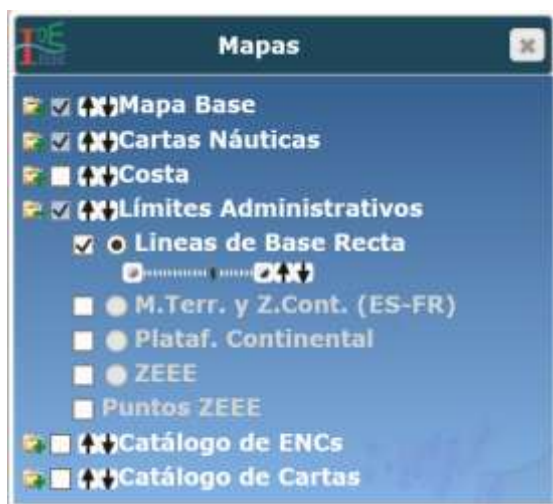 Mapas
Mapa Base
Cartas Náuticas
Costa
Límites Administrativos
Lineas de Base Recta
M.Terr. y Z.Cont. (ES-FR)
Plataf. Continental
ZEEE
Puntos ZEEE
Catálogo de ENCs
Catálogo de Cartas